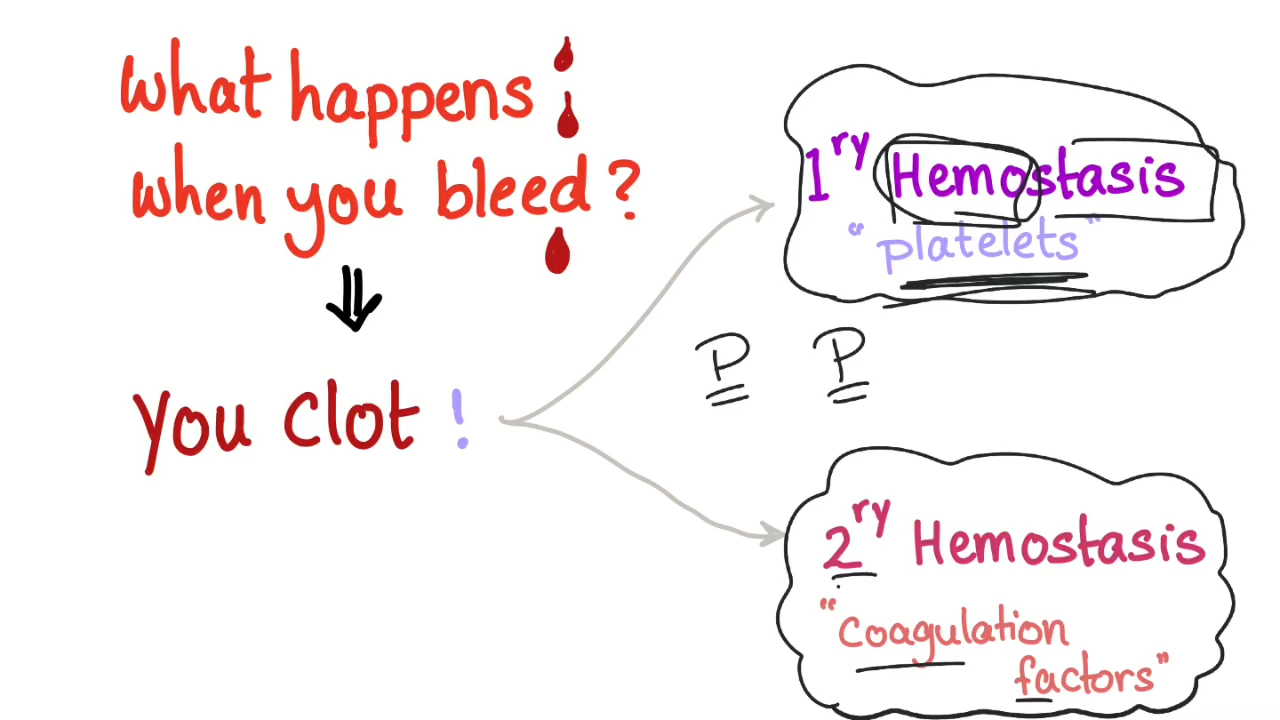 What happens
when you bleed?
You clot!
1ry Hemostasis
"platelets"
P P
2ry Hemostasis
"coagulation
factors"